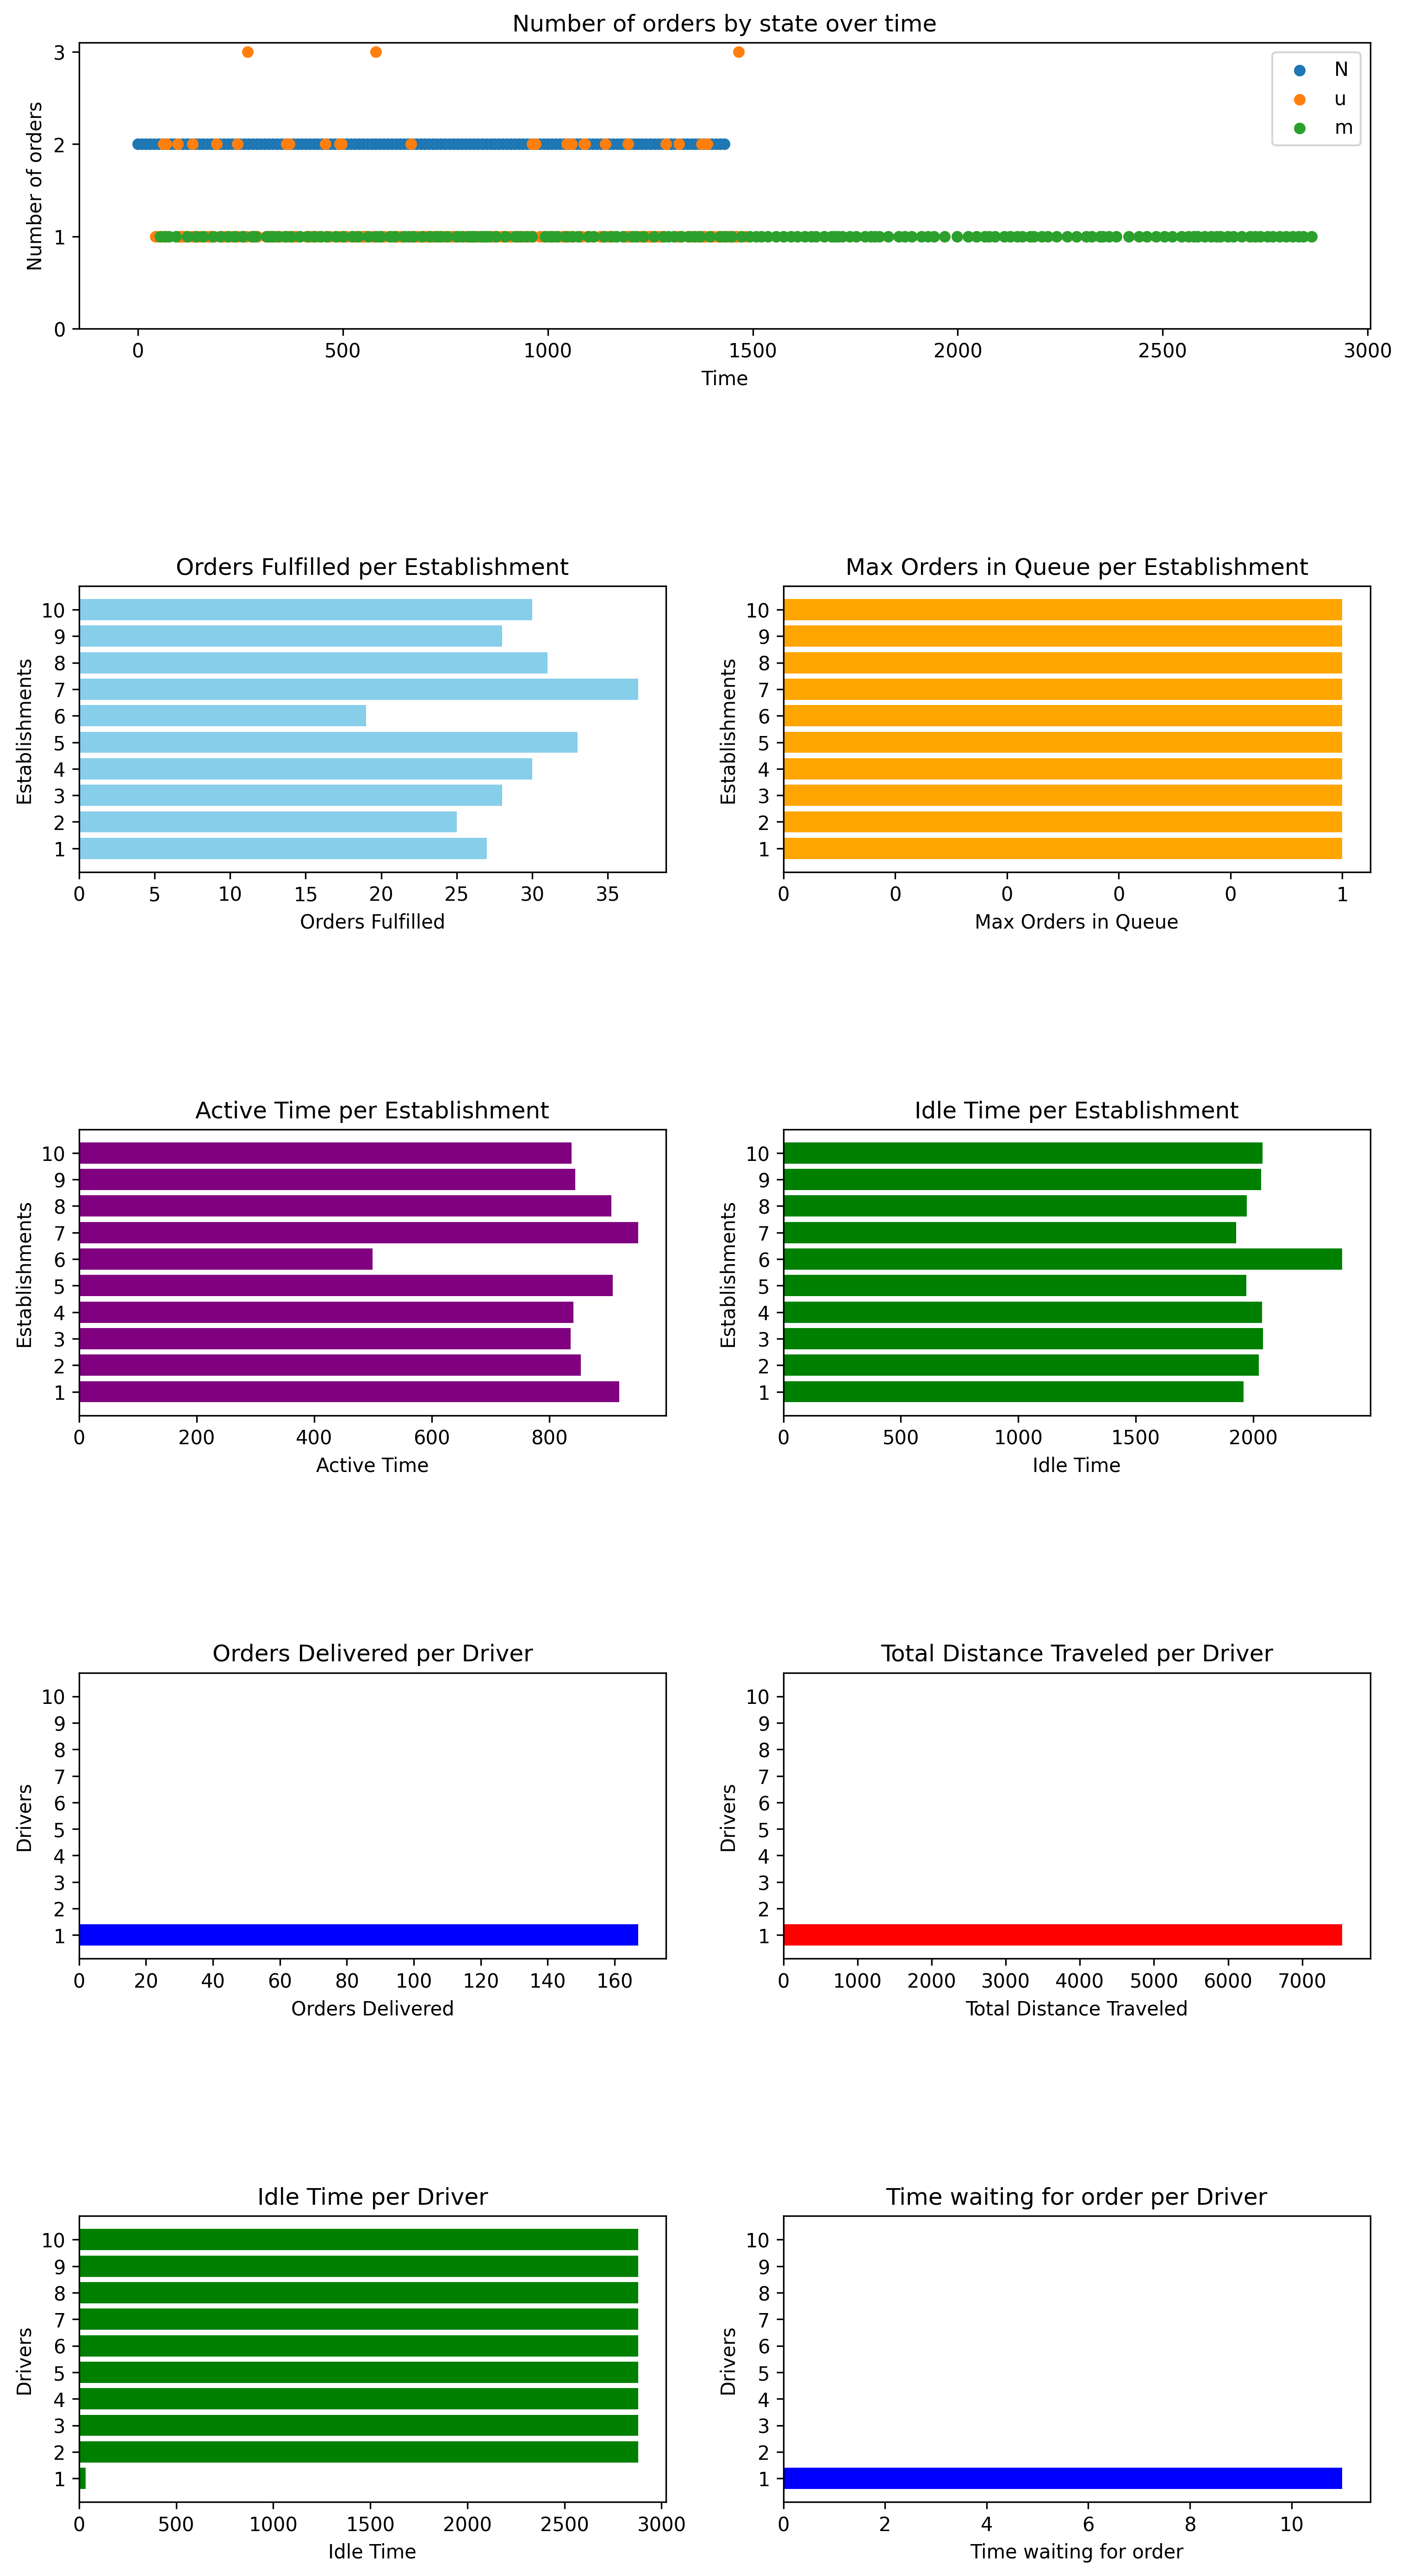 Number of orders by state over time
Number of orders
3
2
1
0
N
u
m
0 500 1000 1500 2000 2500 3000
Time
Orders Fulfilled per Establishment
Establishments
10
9
8
7
6
5
4
3
2
1
0 5 10 15 20 25 30 35
Orders Fulfilled
Max Orders in Queue per Establishment
Establishments
10
9
8
7
6
5
4
3
2
1
0 0 0 0 0 1
Max Orders in Queue
Active Time per Establishment
Establishments
10
9
8
7
6
5
4
3
2
1
0 200 400 600 800
Active Time
Idle Time per Establishment
Establishments
10
9
8
7
6
5
4
3
2
1
0 500 1000 1500 2000
Idle Time
Orders Delivered per Driver
Drivers
10
9
8
7
6
5
4
3
2
1
0 20 40 60 80 100 120 140 160
Orders Delivered
Total Distance Traveled per Driver
Drivers
10
9
8
7
6
5
4
3
2
1
0 1000 2000 3000 4000 5000 6000 7000
Total Distance Traveled
Idle Time per Driver
Drivers
10
9
8
7
6
5
4
3
2
1
0 500 1000 1500 2000 2500 3000
Idle Time
Time waiting for order per Driver
Drivers
10
9
8
7
6
5
4
3
2
1
0 2 4 6 8 10
Time waiting for order